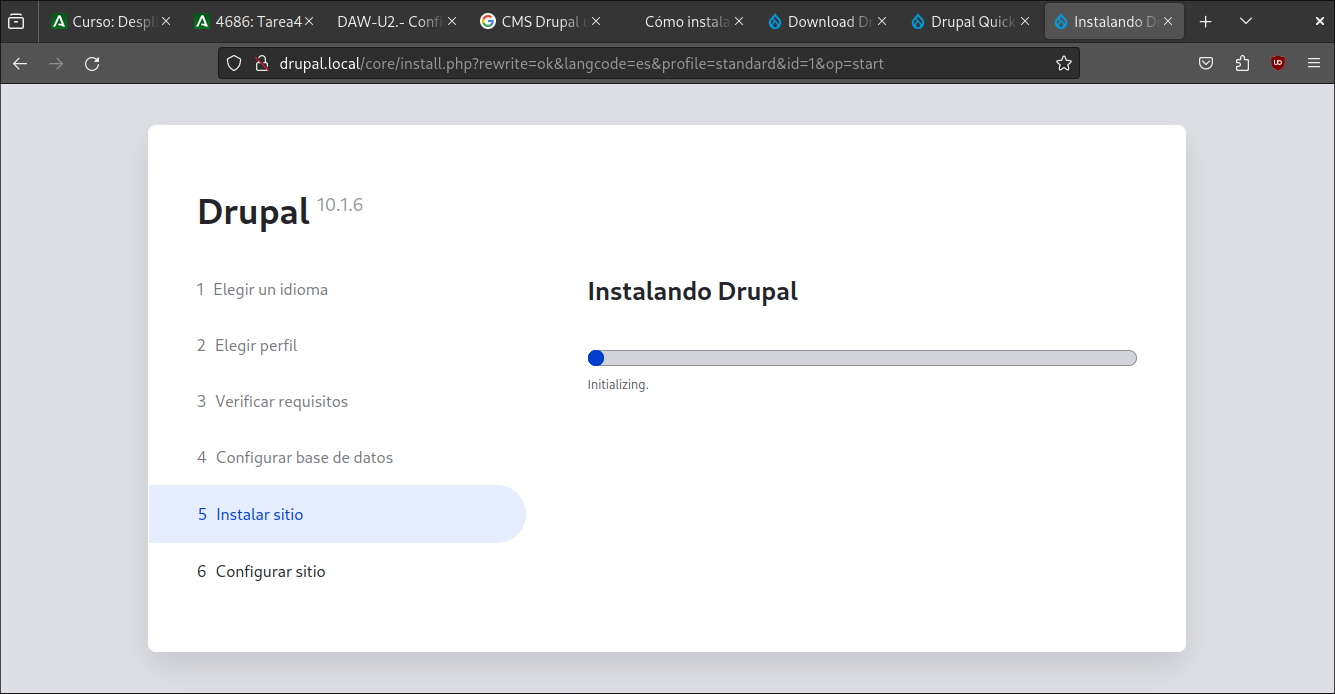 Curso: Despl
4686: Tarea4
DAW-U2.- Confi
CMS Drupal u
Cómo instala
Download Dr
Drupal Quick
Instalando Dr
drupal.local/core/install.php?rewrite=ok&langcode=es&profile=standard&id=1&op=start
Drupal 10.1.6
1 Elegir un idioma
2 Elegir perfil
3 Verificar requisitos
4 Configurar base de datos
5 Instalar sitio
6 Configurar sitio
Instalando Drupal
Initializing.